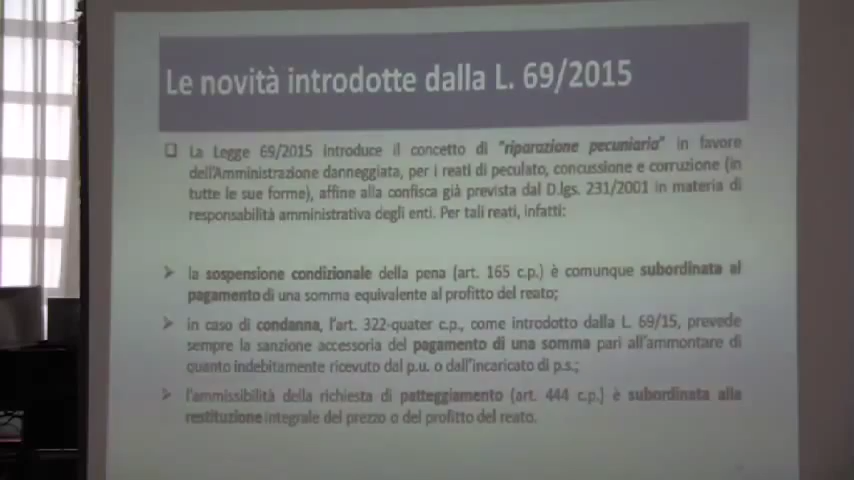 Le novità introdotte dalla L. 69/2015
La Legge 69/2015 introduce il concetto di "riparazione pecuniaria" in favore
dell'Amministrazione danneggiata, per i reati di peculato, concussione e corruzione (in
tutte le sue forme), affine alla confisca già prevista dal D.lgs. 231/2001 in materia di
responsabilità amministrativa degli enti. Per tali reati, infatti:
la sospensione condizionale della pena (art. 165 c.p.) è comunque subordinata al
pagamento di una somma equivalente al profitto del reato;
in caso di condanna, l'art. 322-quater c.p., come introdotto dalla L. 69/15, prevede
sempre la sanzione accessoria del pagamento di una somma pari all'ammontare di
quanto indebitamente ricevuto dal p.u. o dall'incaricato di p.s.;
l'ammissibilità della richiesta di patteggiamento (art. 444 c.p.) è subordinata alla
restituzione integrale del prezzo o del profitto del reato.